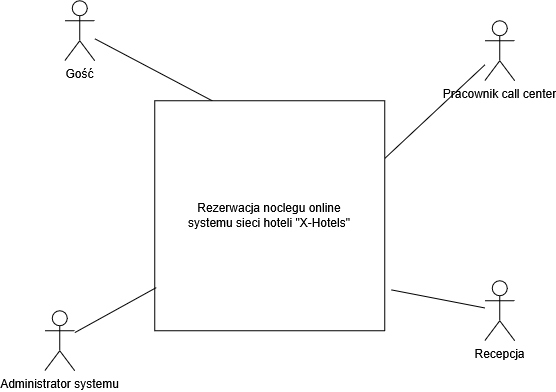 Gość
Pracownik call center
Rezerwacja noclegu online
systemu sieci hoteli "X-Hotels"
Recepcja
Administrator systemu